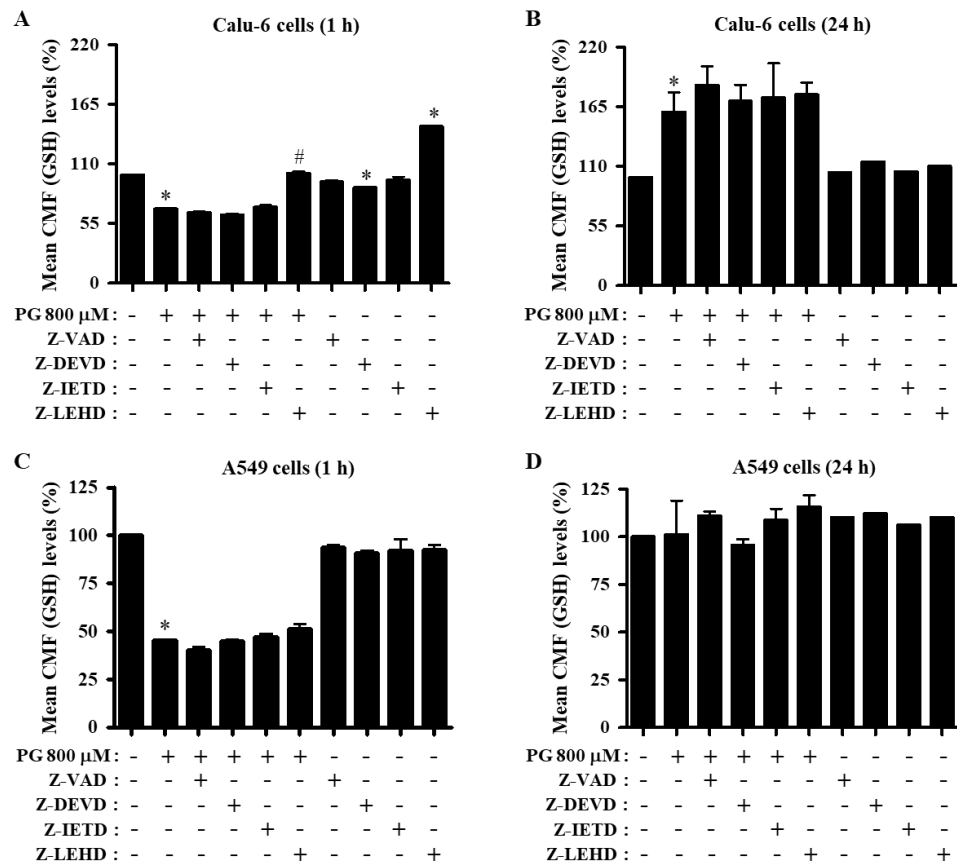 A
Calu-6 cells (1 h)
Mean CMF (GSH) levels (%)
220
165
110
55
0
* # * *
PG 800 μM : - + + + + + - - - -
Z-VAD : - - + - - - + - - -
Z-DEVD : - - - + - - - + - -
Z-IETD : - - - - + - - - + -
Z-LEHD : - - - - - + - - - +
B
Calu-6 cells (24 h)
Mean CMF (GSH) levels (%)
220
165
110
55
0
*
PG 800 μM : - + + + + + - - - -
Z-VAD : - - + - - - + - - -
Z-DEVD : - - - + - - - + - -
Z-IETD : - - - - + - - - + -
Z-LEHD : - - - - - + - - - +
C
A549 cells (1 h)
Mean CMF (GSH) levels (%)
125
100
75
50
25
0
*
PG 800 μM : - + + + + + - - - -
Z-VAD : - - + - - - + - - -
Z-DEVD : - - - + - - - + - -
Z-IETD : - - - - + - - - + -
Z-LEHD : - - - - - + - - - +
D
A549 cells (24 h)
Mean CMF (GSH) levels (%)
125
100
75
50
25
0
PG 800 μM : - + + + + + - - - -
Z-VAD : - - + - - - + - - -
Z-DEVD : - - - + - - - + - -
Z-IETD : - - - - + - - - + -
Z-LEHD : - - - - - + - - - +